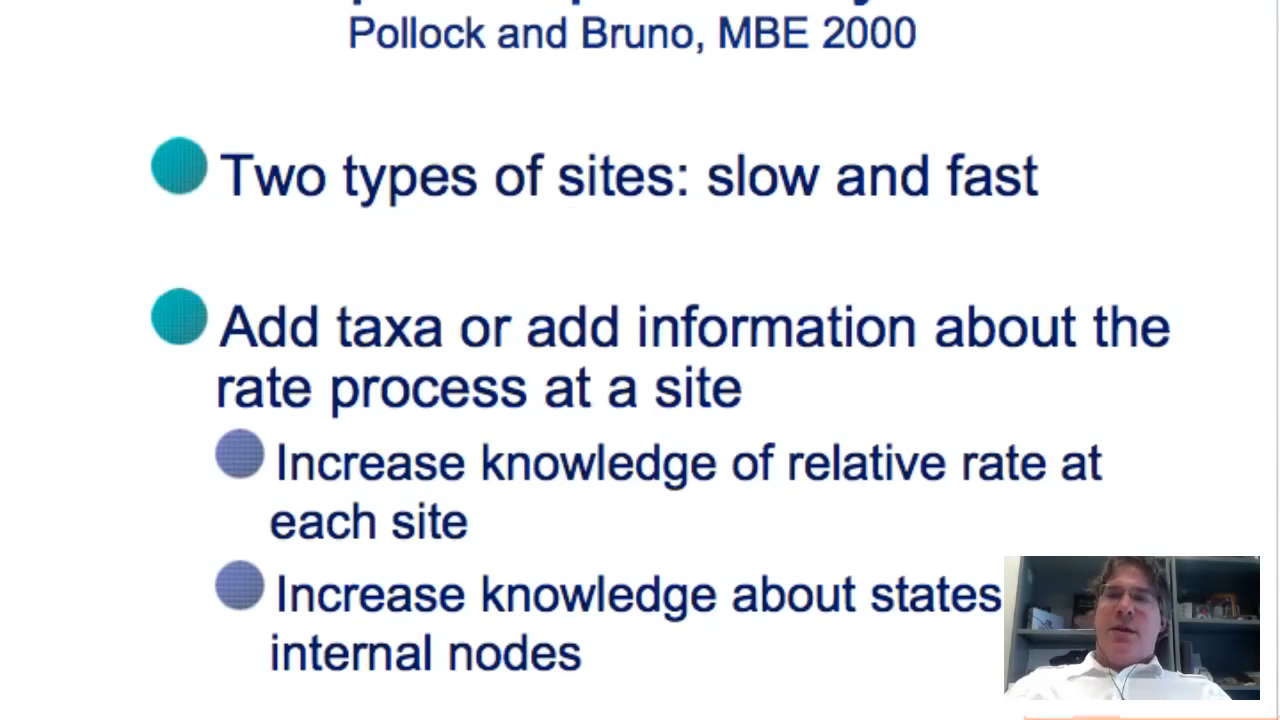 Pollock and Bruno, MBE 2000
Two types of sites: slow and fast
Add taxa or add information about the
rate process at a site
Increase knowledge of relative rate at
each site
Increase knowledge about states
internal nodes